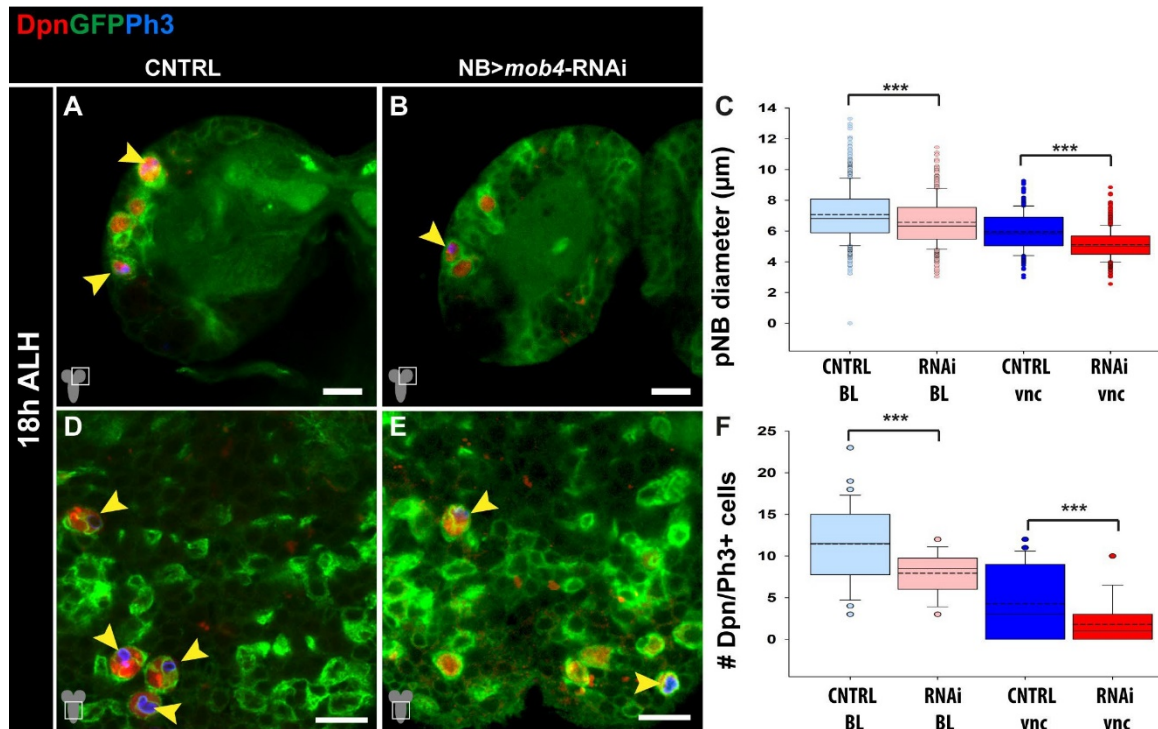 DpnGFPPh3
CNTRL
NB>mob4-RNAi
18h ALH
A
B
D
E
C
***
***
pNB diameter (µm)
14
12
10
8
6
4
2
0
CNTRL
BL
RNAi
BL
CNTRL
vnc
RNAi
vnc
F
***
***
# Dpn/Ph3+ cells
25
20
15
10
5
0
CNTRL
BL
RNAi
BL
CNTRL
vnc
RNAi
vnc